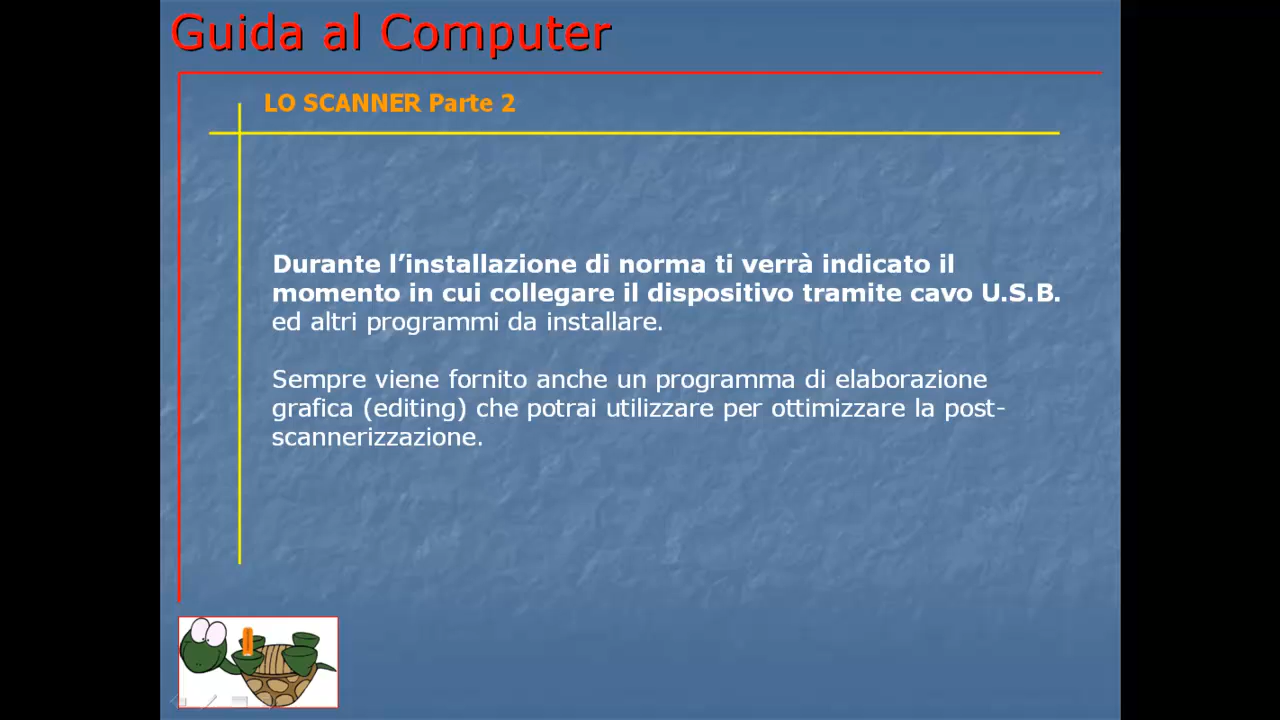 Guida al Computer
LO SCANNER Parte 2
Durante l’installazione di norma ti verrà indicato il
momento in cui collegare il dispositivo tramite cavo U.S.B.
ed altri programmi da installare.
Sempre viene fornito anche un programma di elaborazione
grafica (editing) che potrai utilizzare per ottimizzare la post-
scannerizzazione.